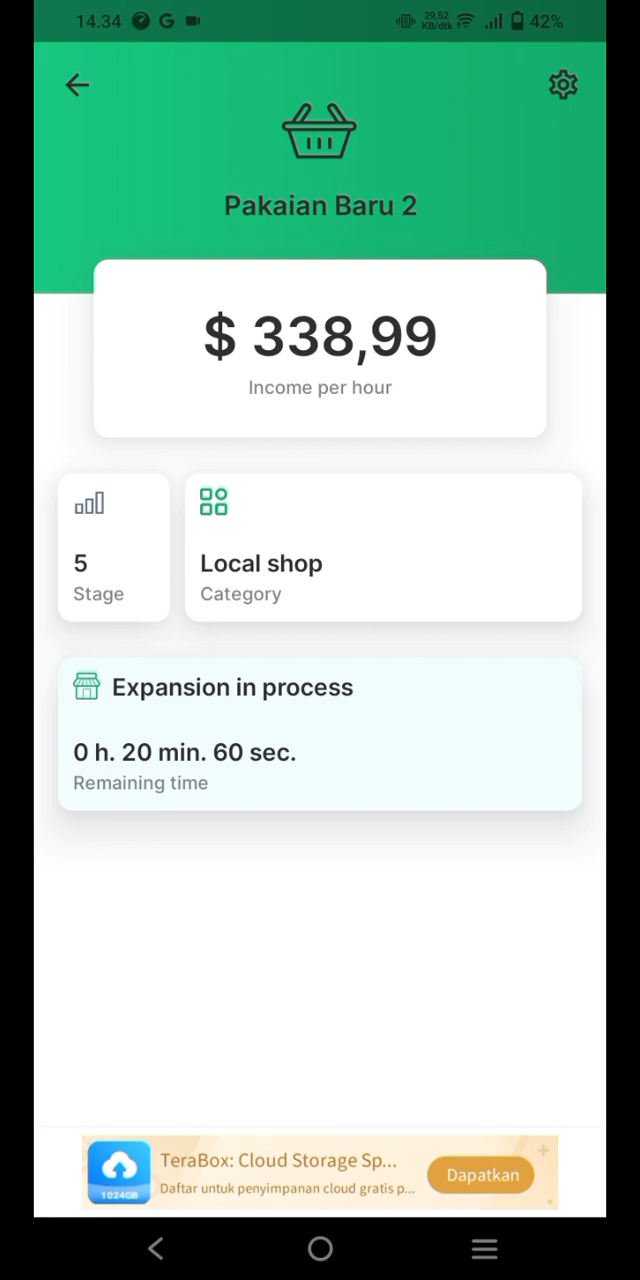 14.34
29,52
KB/dtk
42%
Pakaian Baru 2
$ 338,99
Income per hour
5
Stage
Local shop
Category
Expansion in process
0 h. 20 min. 60 sec.
Remaining time
TeraBox: Cloud Storage Sp...
Daftar untuk penyimpanan cloud gratis p...
1024GB
Dapatkan